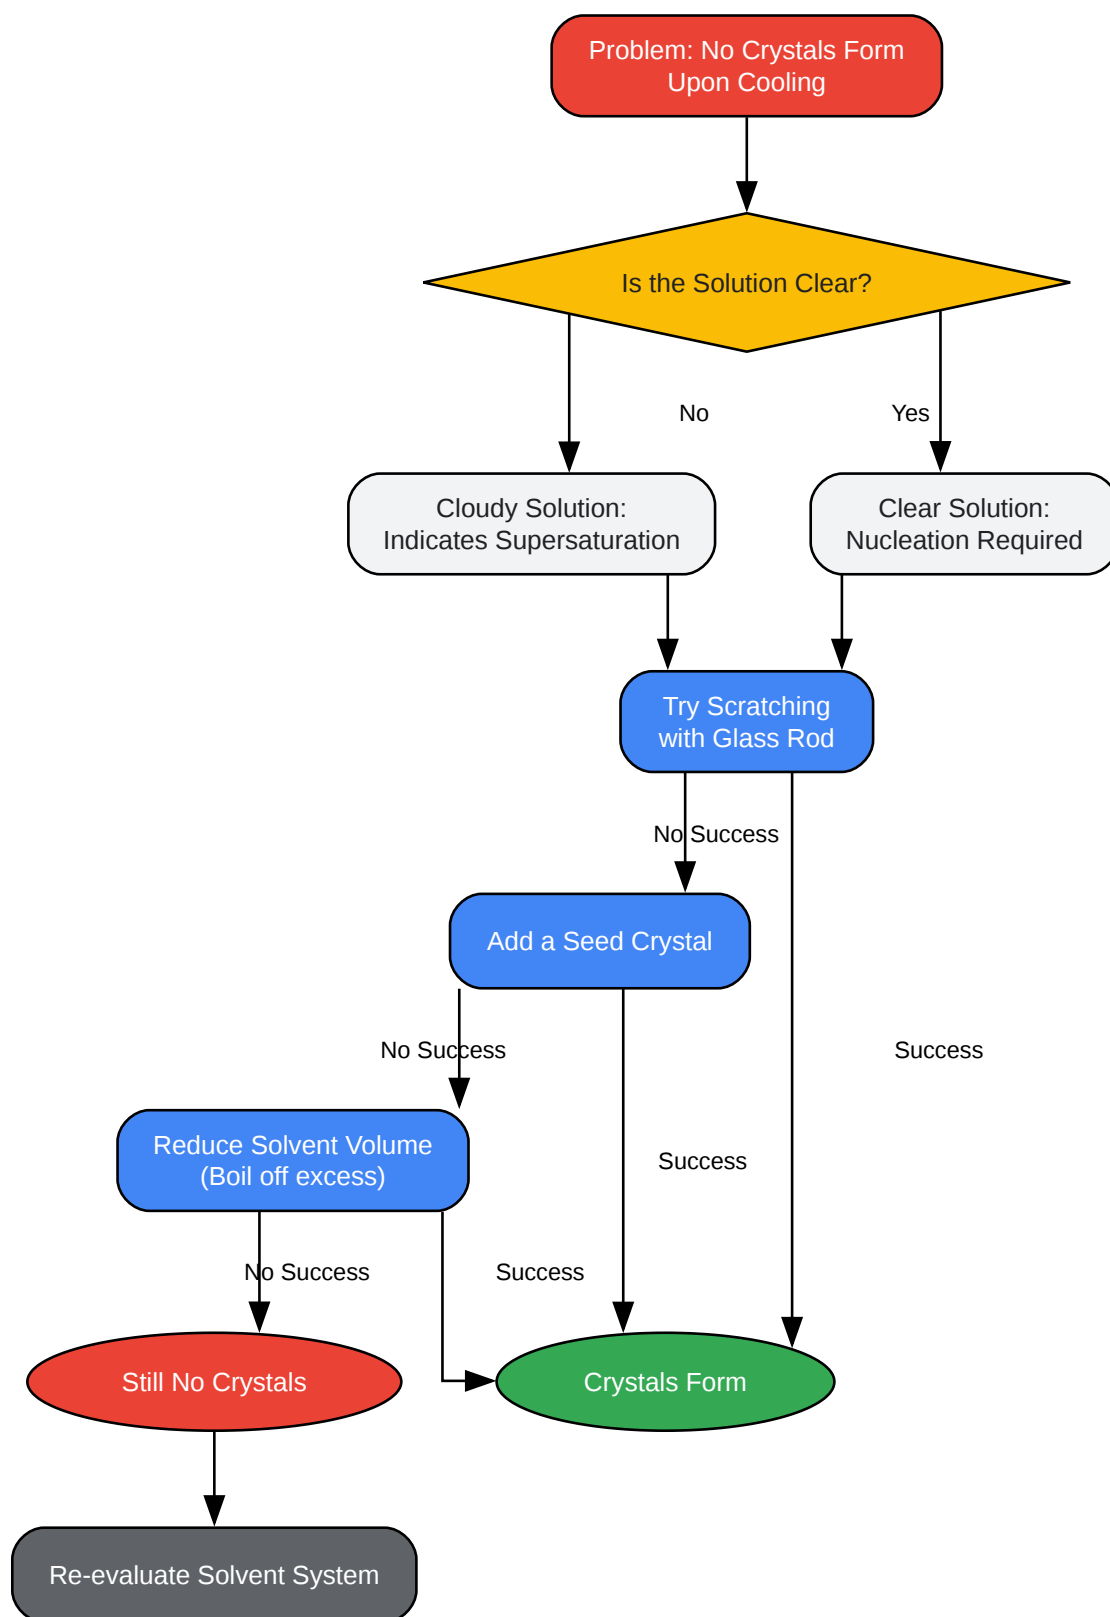 Problem: No Crystals Form
Upon Cooling
Is the Solution Clear?
No
Yes
Cloudy Solution:
Indicates Supersaturation
Clear Solution:
Nucleation Required
Try Scratching
with Glass Rod
No Success
Add a Seed Crystal
No Success
Success
Reduce Solvent Volume
(Boil off excess)
Success
No Success
Success
Still No Crystals
Crystals Form
Re-evaluate Solvent System